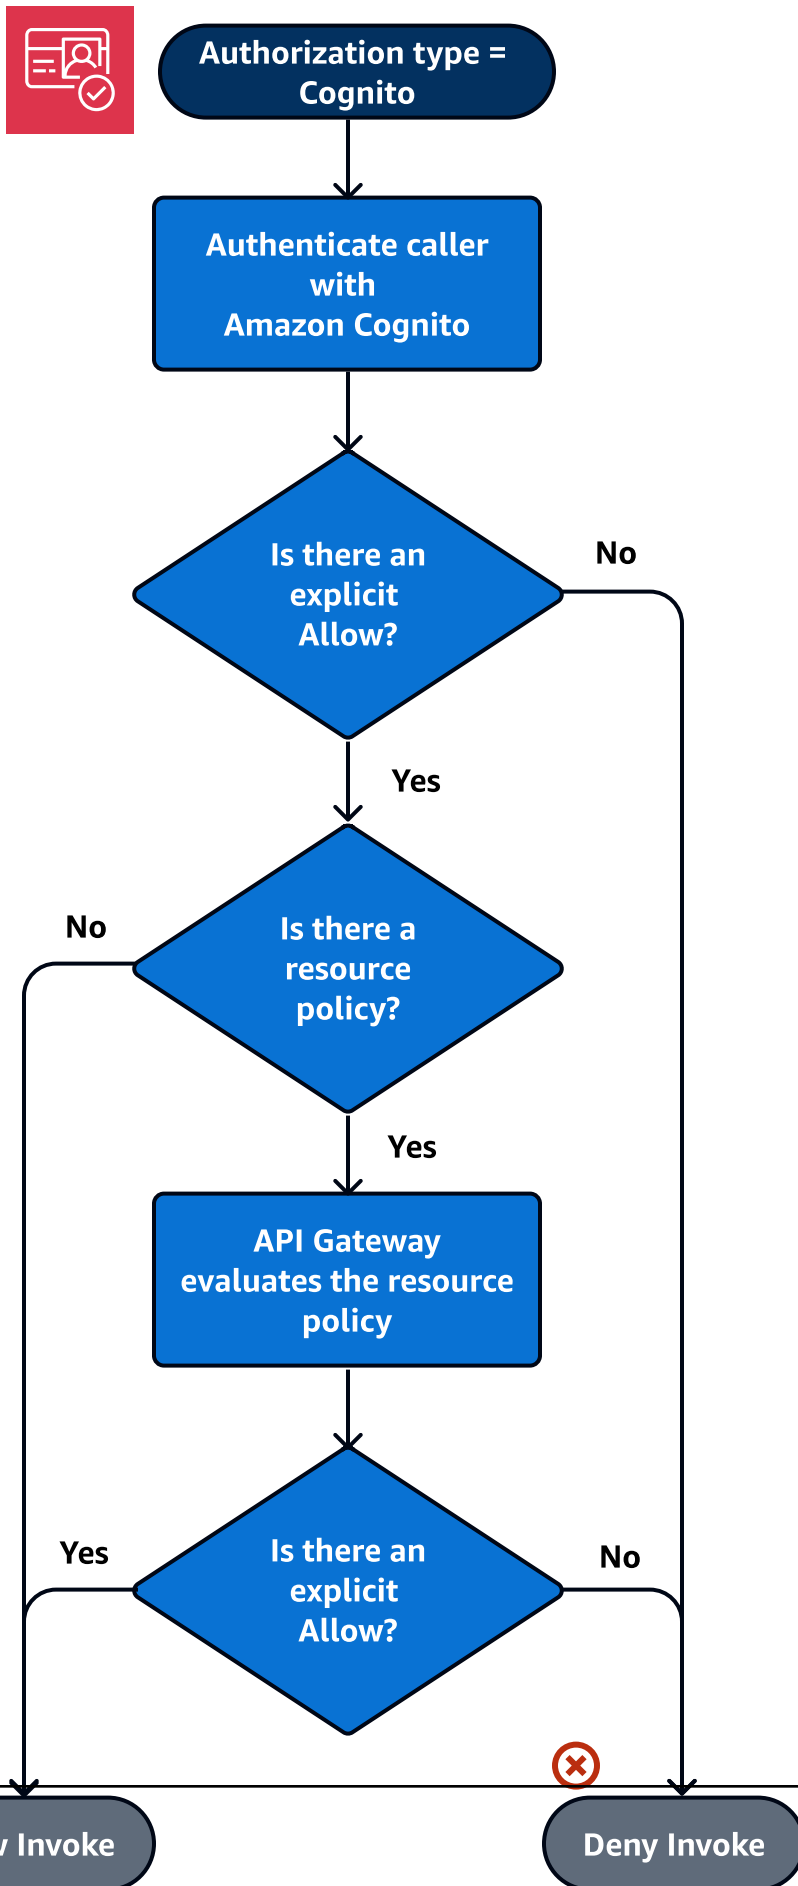 Authorization type =
Cognito
Authenticate caller
with
Amazon Cognito
Is there an
explicit
Allow?
No
Yes
Is there a
resource
policy?
No
Yes
API Gateway
evaluates the resource
policy
Is there an
explicit
Allow?
Yes
No
Invoke
Deny Invoke